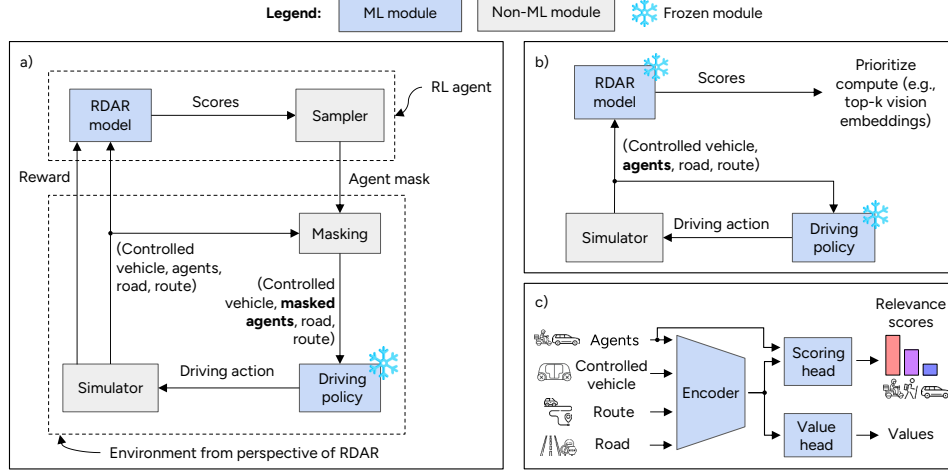 Legend: ML module Non-ML module Frozen module
a)
RL agent
RDAR
model
Scores
Sampler
Reward
Agent mask
Masking
(Controlled
vehicle, agents,
road, route)
(Controlled
vehicle, masked
agents, road,
route)
Simulator
Driving action
Driving
policy
Environment from perspective of RDAR
b)
RDAR
model
Scores
Prioritize
compute (e.g.,
top-k vision
embeddings)
(Controlled vehicle,
agents, road, route)
Simulator
Driving action
Driving
policy
c)
Agents
Controlled
vehicle
Route
Road
Encoder
Scoring
head
Value
head
Relevance
scores
Values